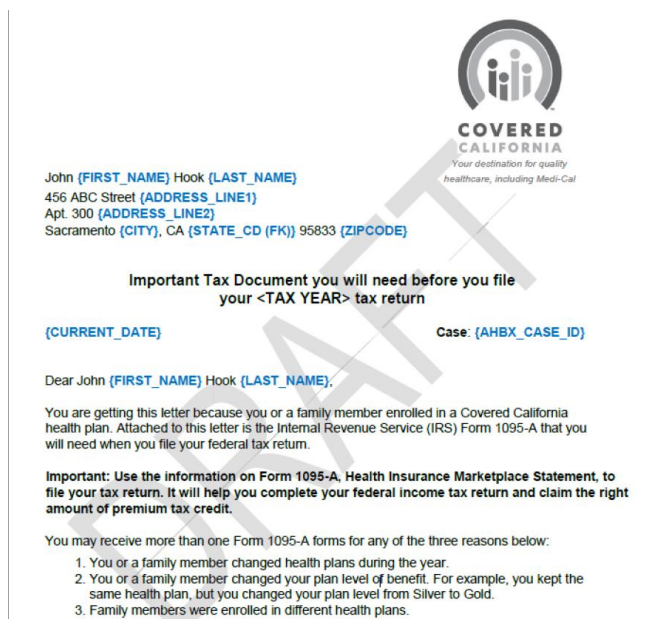 COVERED
CALIFORNIA
Your destination for quality
healthcare, including Medi-Cal
John {FIRST_NAME} Hook {LAST_NAME}
456 ABC Street {ADDRESS_LINE1}
Apt. 300 {ADDRESS_LINE2}
Sacramento {CITY}, CA {STATE_CD (FK)} 95833 {ZIPCODE}
Important Tax Document you will need before you file
your <TAX YEAR> tax return
{CURRENT_DATE} Case: {AHBX_CASE_ID}
Dear John {FIRST_NAME} Hook {LAST_NAME},
You are getting this letter because you or a family member enrolled in a Covered California
health plan. Attached to this letter is the Internal Revenue Service (IRS) Form 1095-A that you
will need when you file your federal tax return.
Important: Use the information on Form 1095-A, Health Insurance Marketplace Statement, to
file your tax return. It will help you complete your federal income tax return and claim the right
amount of premium tax credit.
You may receive more than one Form 1095-A forms for any of the three reasons below:
1. You or a family member changed health plans during the year.
2. You or a family member changed your plan level of benefit. For example, you kept the
same health plan, but you changed your plan level from Silver to Gold.
3. Family members were enrolled in different health plans.
DRAFT